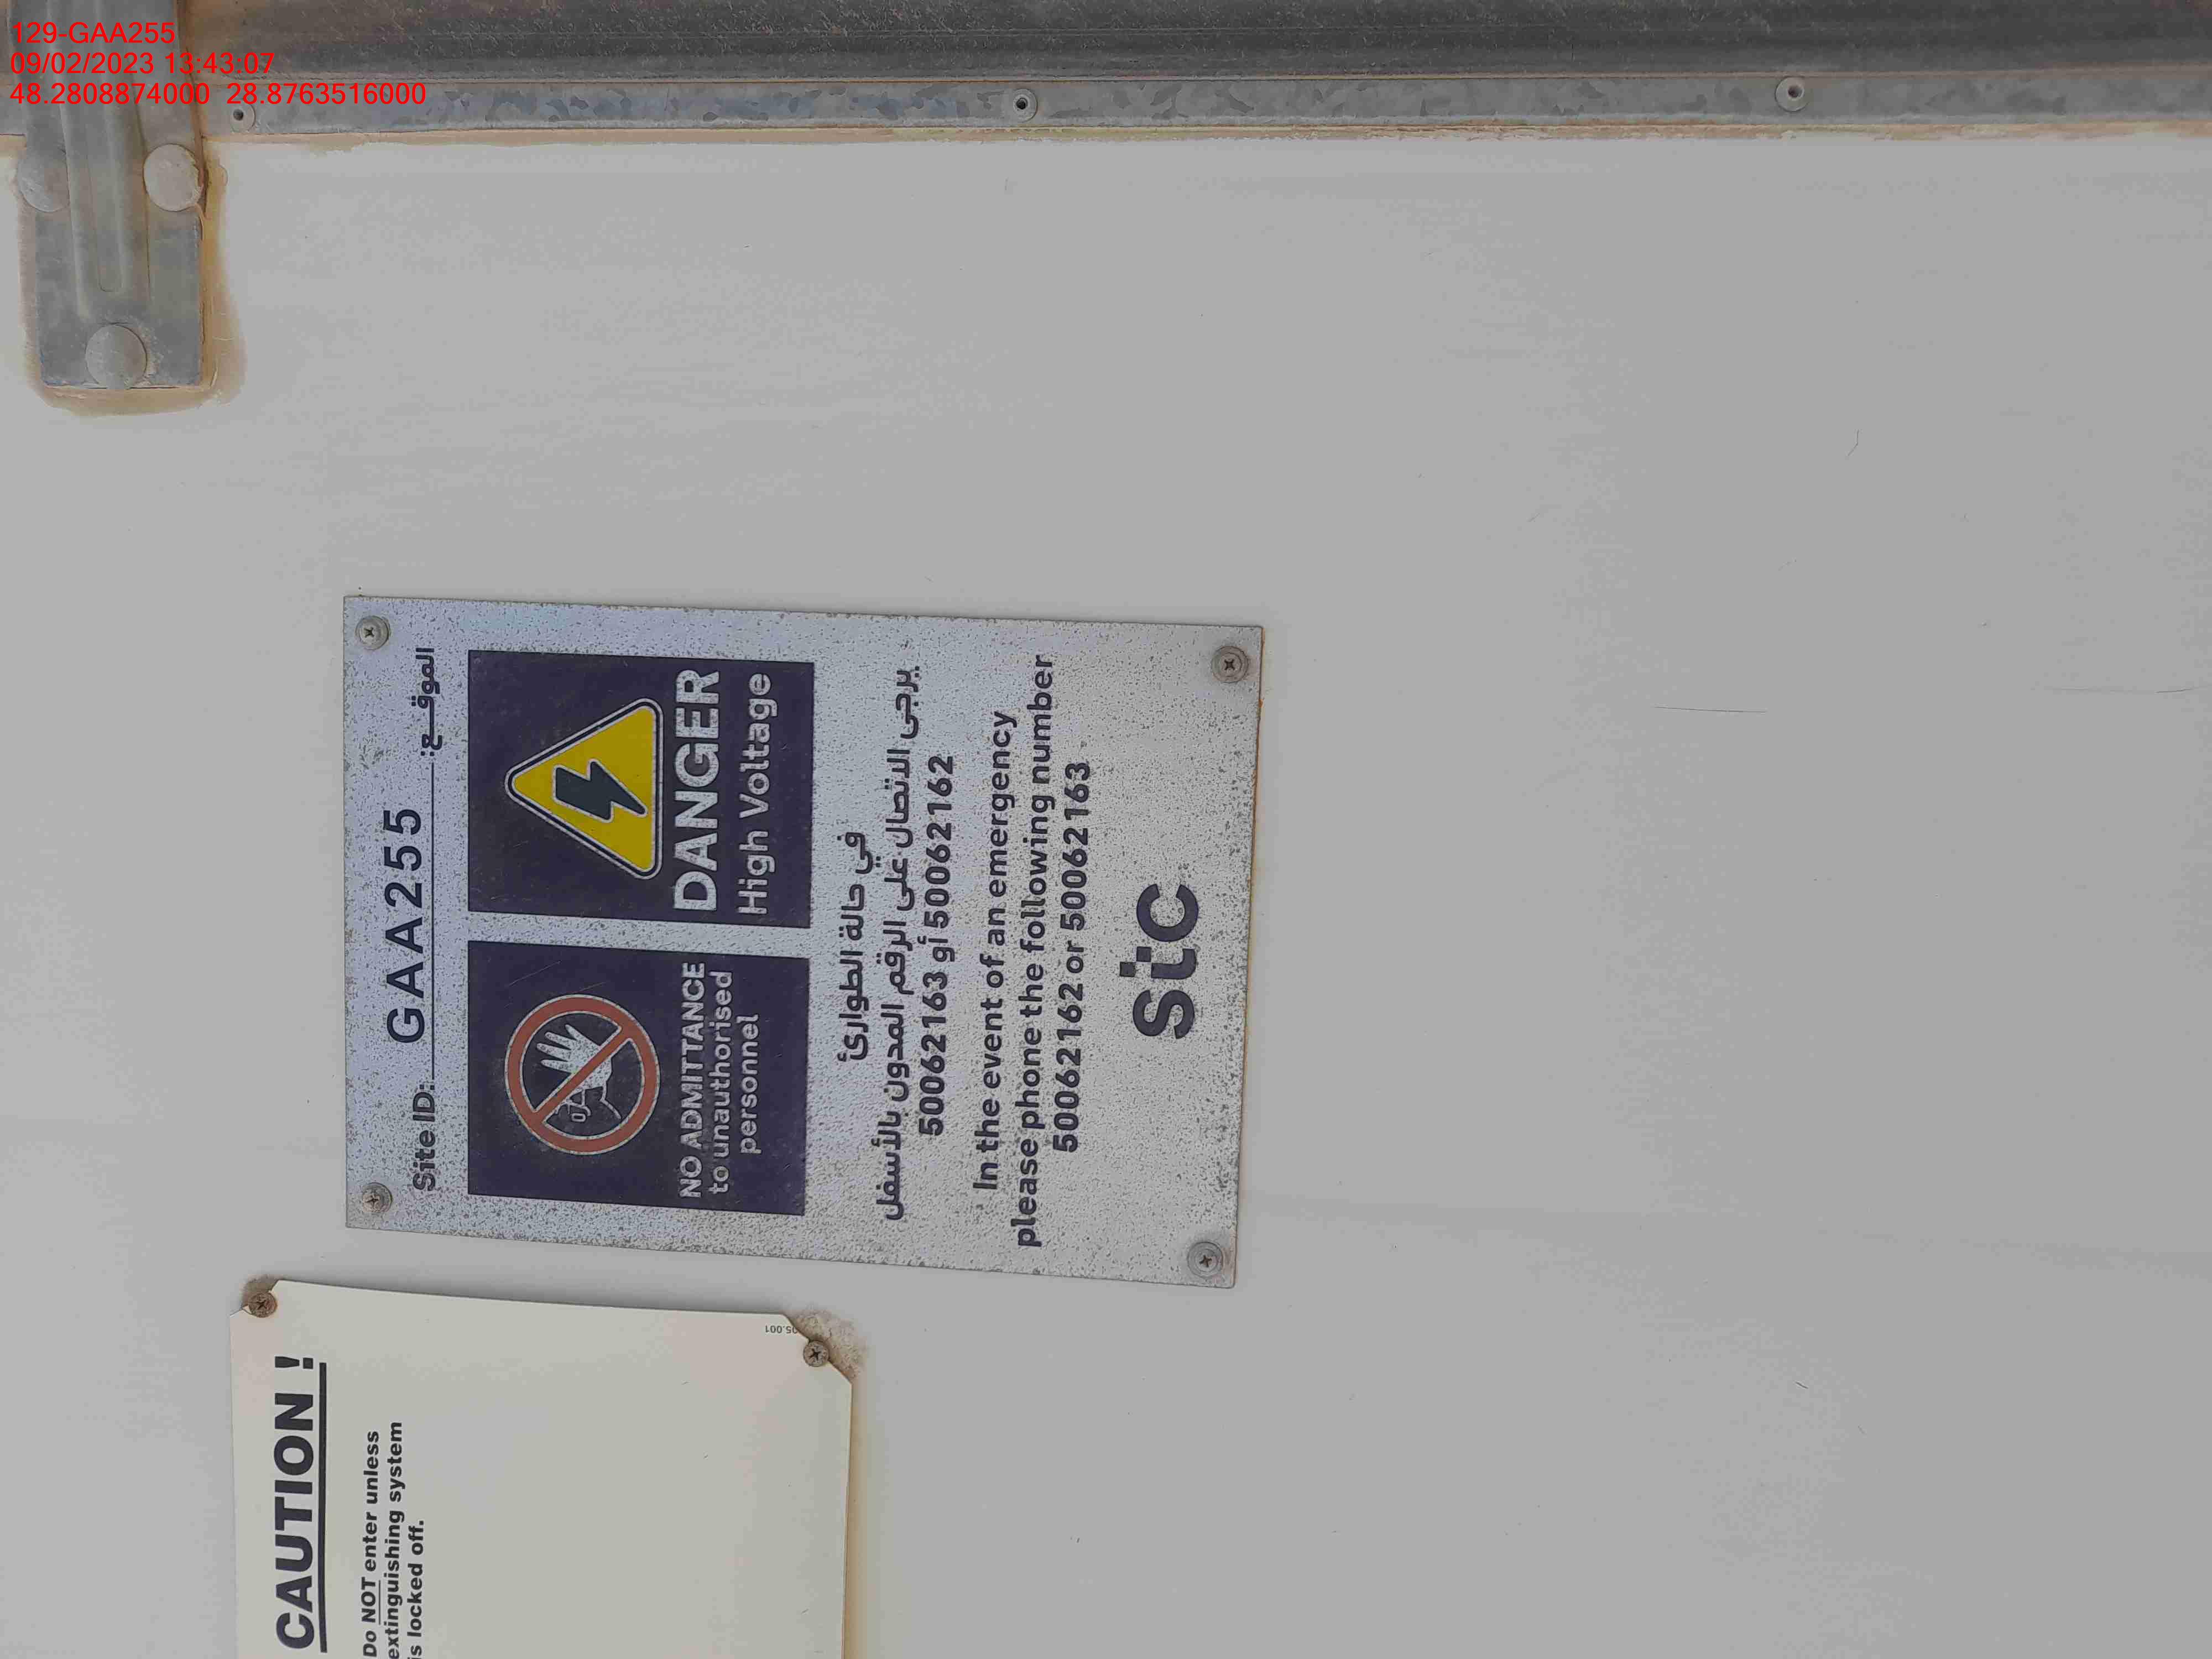 129-GAA255
09/02/2023 13:43:07
48.2808874000 28.8763516000
Site ID: GAA255 الموقـــع:
NO ADMITTANCE
to unauthorised
personnel
DANGER
High Voltage
في حالة الطوارئ
يرجى الاتصال على الرقم المدون بالأسفل
50062163 أو 50062162
In the event of an emergency
please phone the following number
50062162 or 50062163
stc
CAUTION !
Do NOT enter unless
extinguishing system
is locked off.